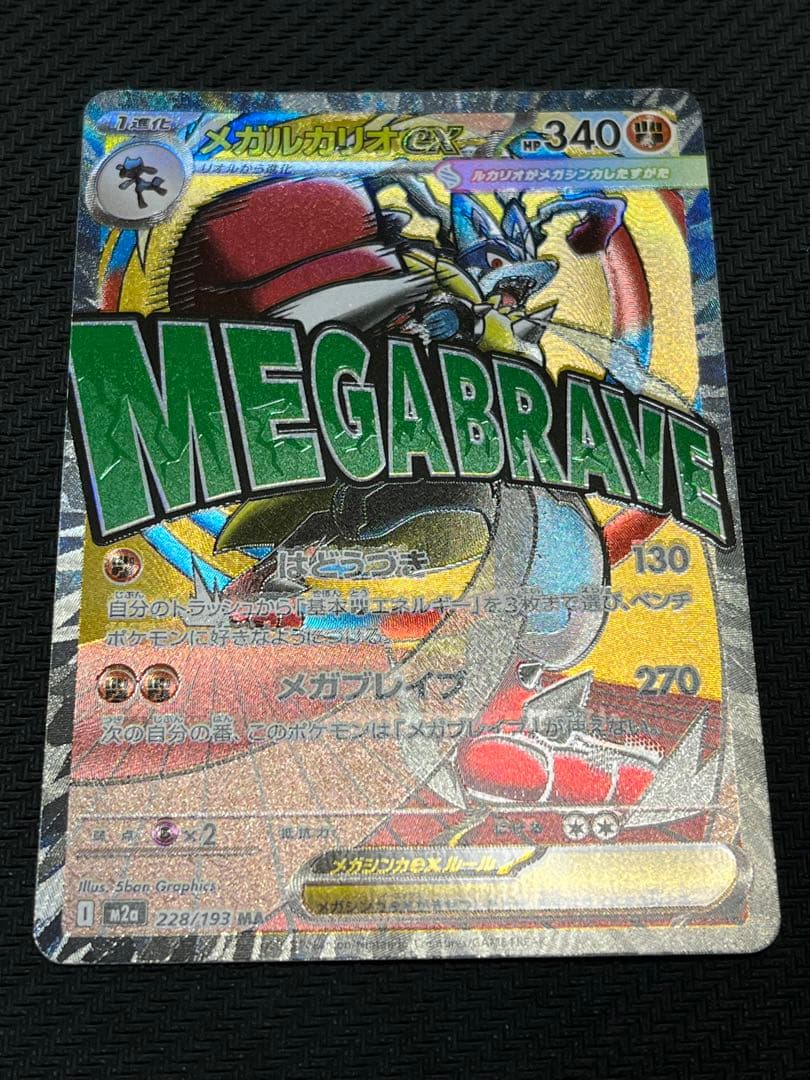 1進化 メガルカリオex HP340
リオルから進化
ルカリオがメガシンカしたすがた
MEGABRAVE
はどうづき 130
自分のトラッシュから「基本エネルギー」を3枚まで選び、ベンチ
ポケモンに好きなようにつける。
メガブレイブ 270
次の自分の番、このポケモンは「メガブレイブ」が使えない。
弱点 ×2 抵抗力 にげる
メガシンカexルール
Illus. 5ban Graphics
I M2a 228/193 MA